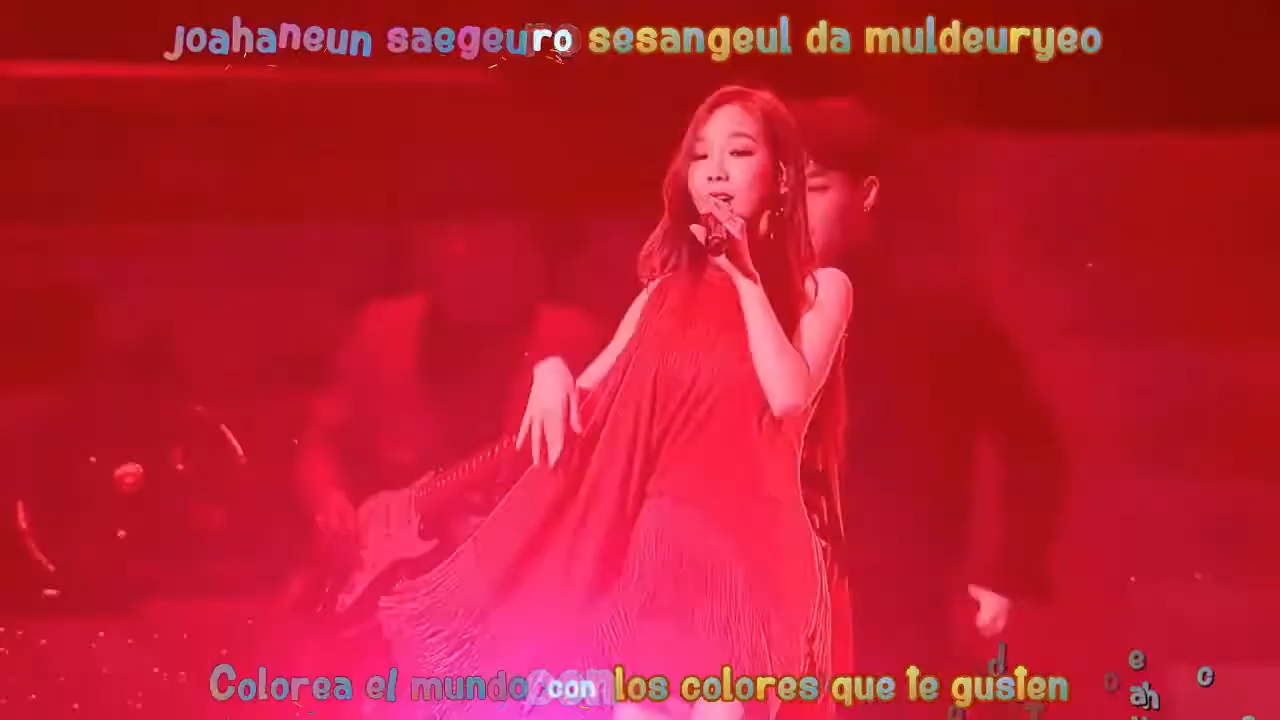 joahaneun saegeuro sesangeul da muldeuryeo
Colorea el mundo con los colores que te gusten